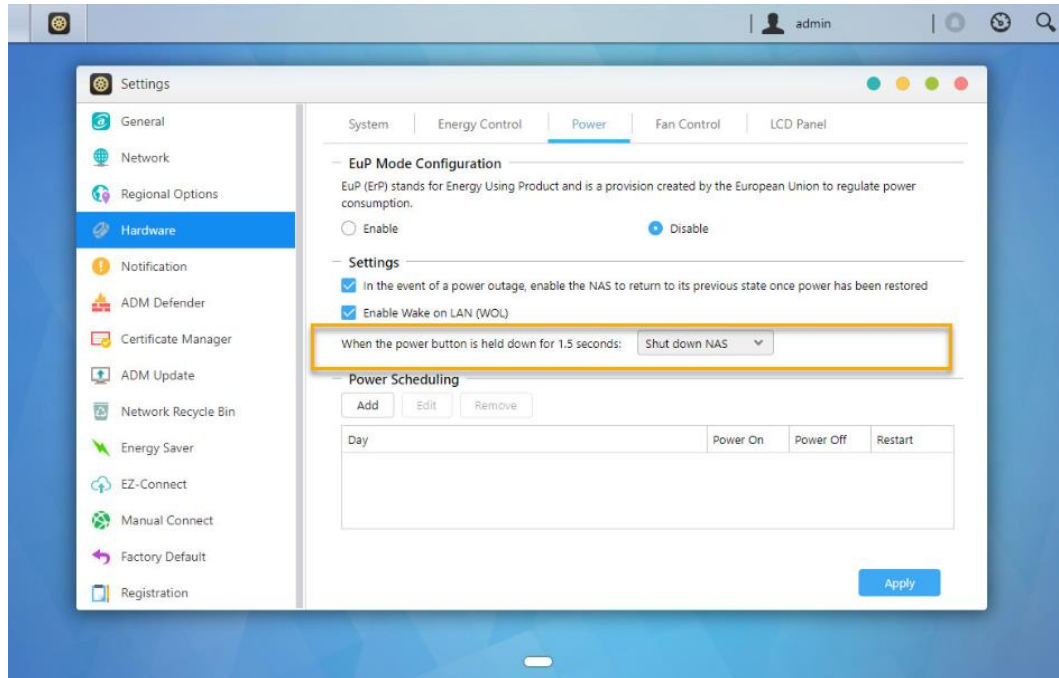 admin
Settings
General
Network
Regional Options
Hardware
Notification
ADM Defender
Certificate Manager
ADM Update
Network Recycle Bin
Energy Saver
EZ-Connect
Manual Connect
Factory Default
Registration
System Energy Control Power Fan Control LCD Panel
EuP Mode Configuration
EuP (ErP) stands for Energy Using Product and is a provision created by the European Union to regulate power
consumption.
Enable Disable
Settings
In the event of a power outage, enable the NAS to return to its previous state once power has been restored
Enable Wake on LAN (WOL)
When the power button is held down for 1.5 seconds: Shut down NAS
Power Scheduling
Add Edit Remove
Day Power On Power Off Restart
Apply